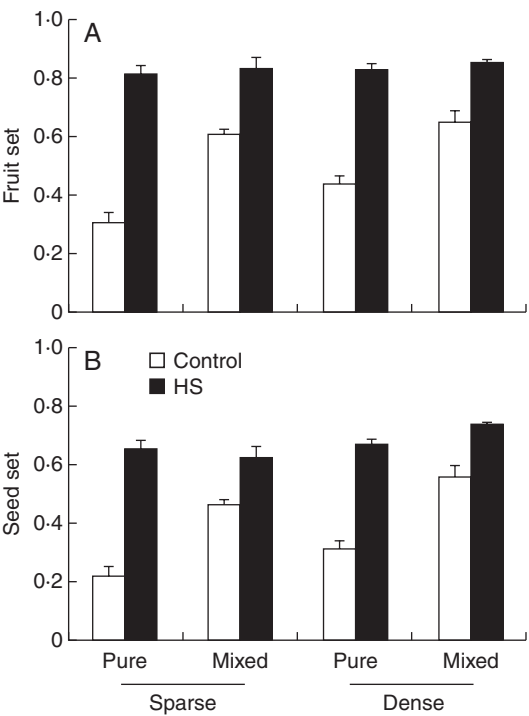 A
Fruit set
1·0
0·8
0·6
0·4
0·2
0
B
Control
HS
Seed set
1·0
0·8
0·6
0·4
0·2
0
Pure Mixed Pure Mixed
Sparse Dense